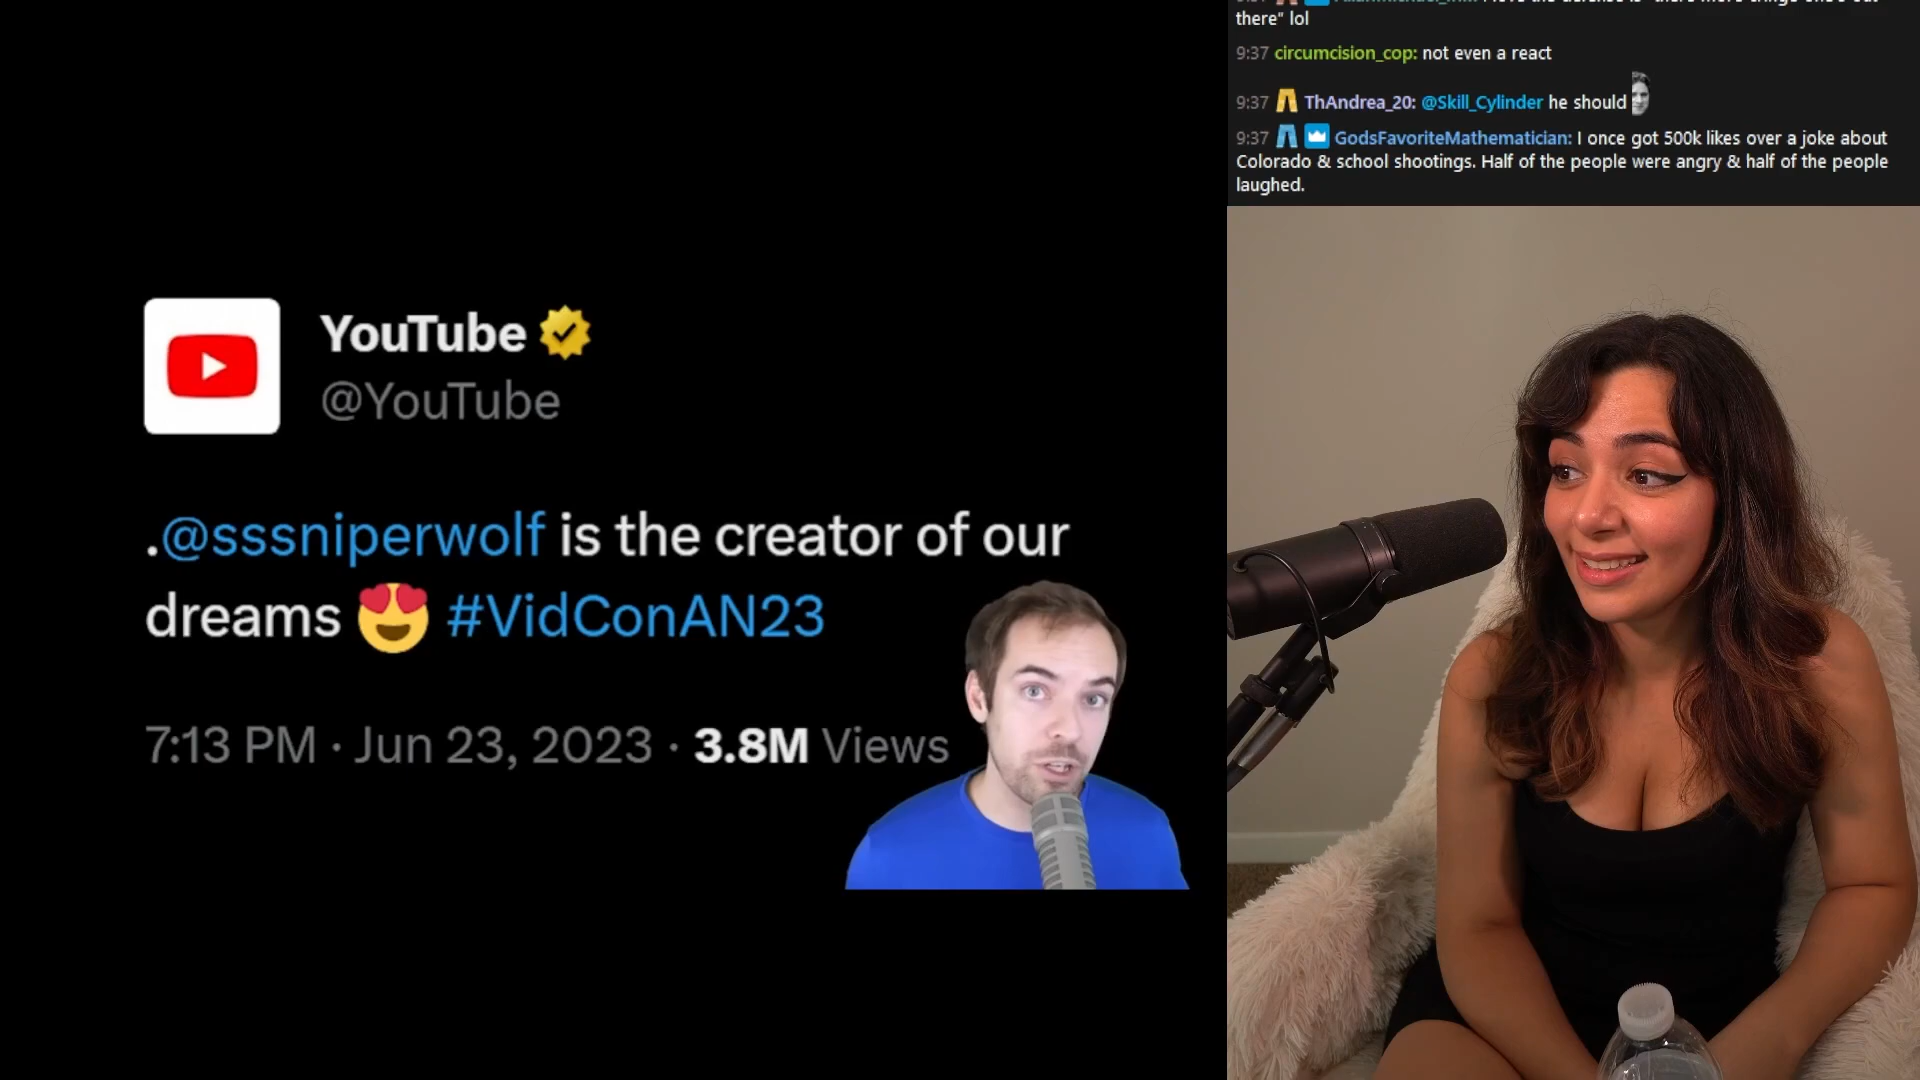 YouTube
@YouTube
.@sssniperwolf is the creator of our
dreams 😍 #VidConAN23
7:13 PM · Jun 23, 2023 · 3.8M Views
there" lol
9:37 circumcision_cop: not even a react
9:37 ThAndrea_20: @Skill_Cylinder he should
9:37 GodsFavoriteMathematician: I once got 500k likes over a joke about
Colorado & school shootings. Half of the people were angry & half of the people
laughed.